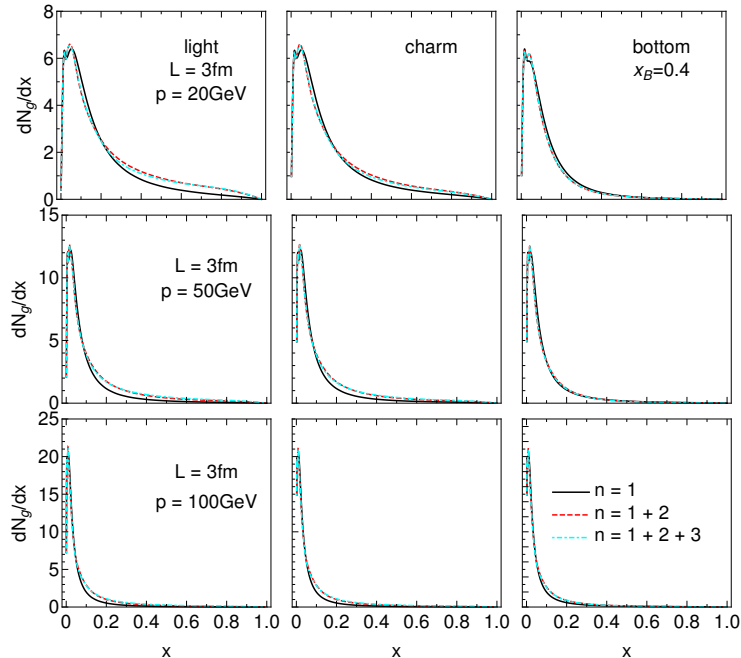 8
6
4
2
0
dN_g/dx
light
L = 3fm
p = 20GeV
charm
bottom
x_B=0.4
15
10
5
0
dN_g/dx
L = 3fm
p = 50GeV
25
20
15
10
5
0
dN_g/dx
L = 3fm
p = 100GeV
n = 1
n = 1 + 2
n = 1 + 2 + 3
0 0.2 0.4 0.6 0.8 1.0
0 0.2 0.4 0.6 0.8 1.0
0 0.2 0.4 0.6 0.8 1.0
x
x
x